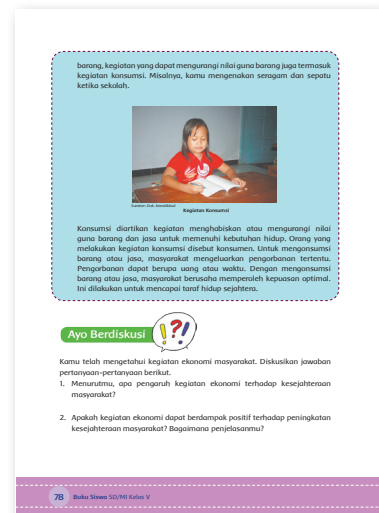 barang, kegiatan yang dapat mengurangi nilai guna barang juga termasuk
kegiatan konsumsi. Misalnya, kamu mengenakan seragam dan sepatu
ketika sekolah.
Sumber: Dok. Kemdikbud
Kegiatan Konsumsi
Konsumsi diartikan kegiatan menghabiskan atau mengurangi nilai
guna barang dan jasa untuk memenuhi kebutuhan hidup. Orang yang
melakukan kegiatan konsumsi disebut konsumen. Untuk mengonsumsi
barang atau jasa, masyarakat mengeluarkan pengorbanan tertentu.
Pengorbanan dapat berupa uang atau waktu. Dengan mengonsumsi
barang atau jasa, masyarakat berusaha memperoleh kepuasan optimal.
Ini dilakukan untuk mencapai taraf hidup sejahtera.
Ayo Berdiskusi
!?!
Kamu telah mengetahui kegiatan ekonomi masyarakat. Diskusikan jawaban
pertanyaan-pertanyaan berikut.
1. Menurutmu, apa pengaruh kegiatan ekonomi terhadap kesejahteraan
masyarakat?
2. Apakah kegiatan ekonomi dapat berdampak positif terhadap peningkatan
kesejahteraan masyarakat? Bagaimana penjelasanmu?
78 Buku Siswa SD/MI Kelas V